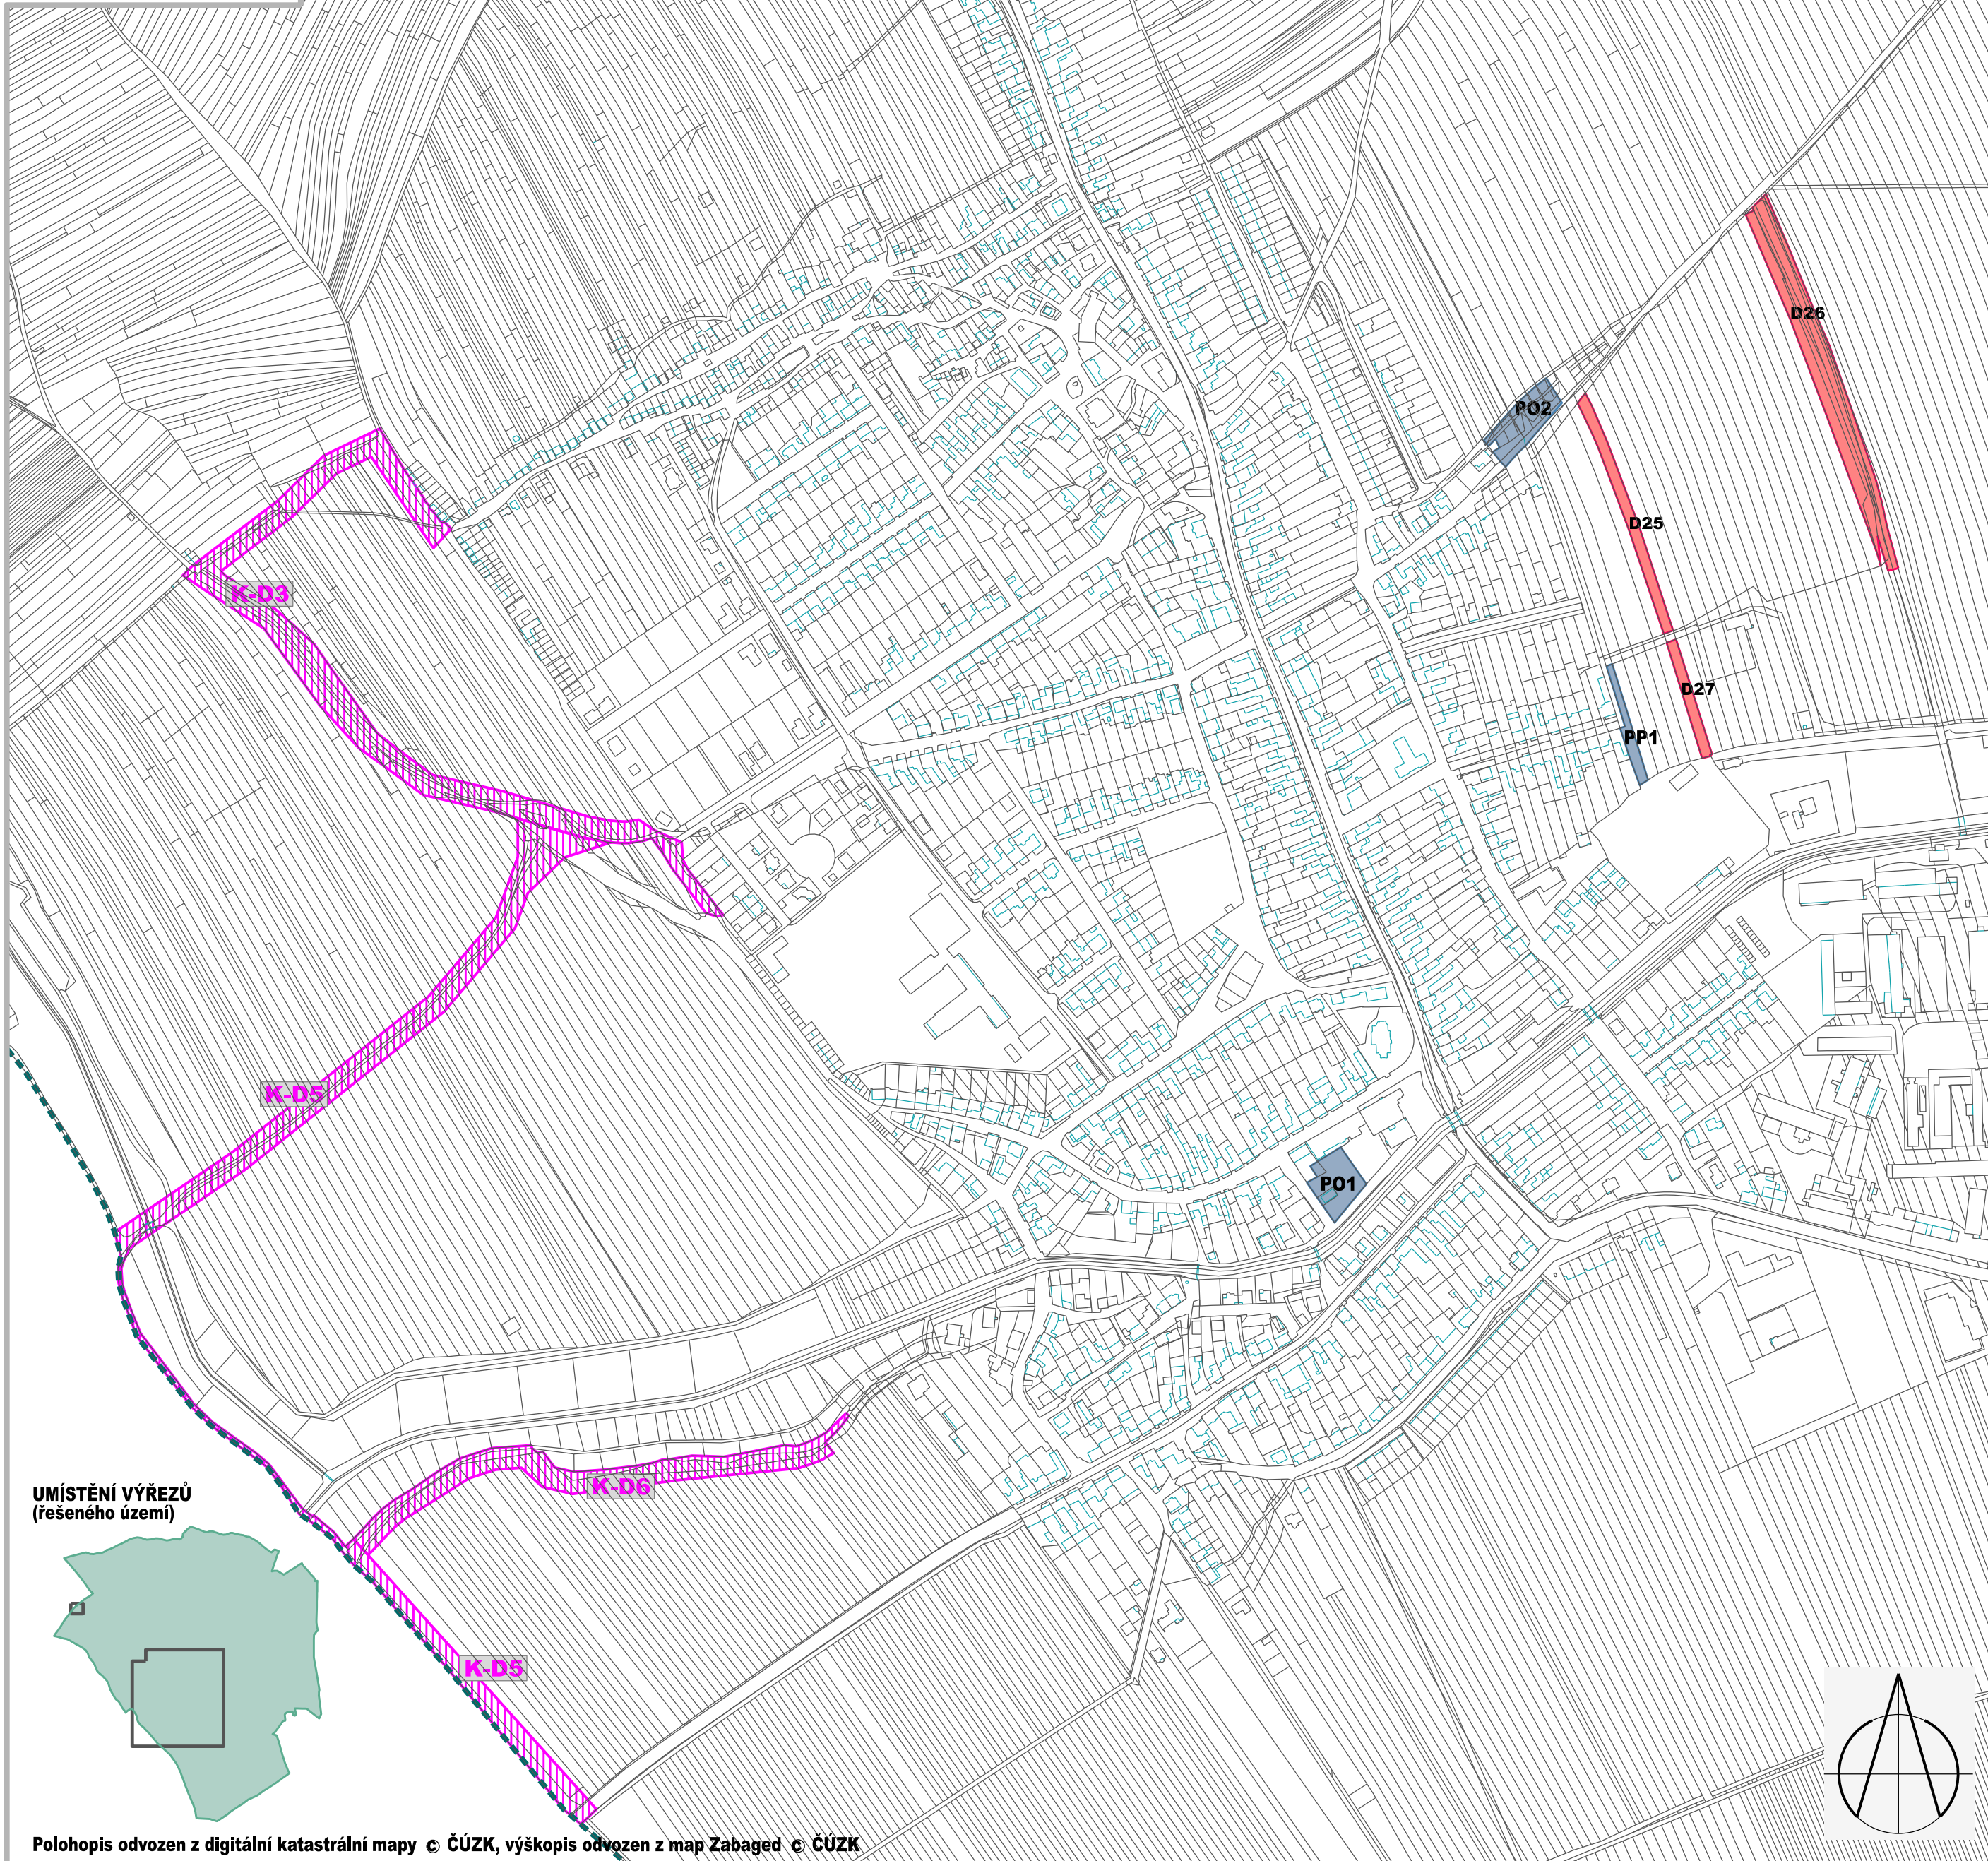 D26
PO2
D25
K-D3
D27
PP1
K-D5
PO1
K-D6
UMÍSTĚNÍ VÝŘEZŮ
(řešeného území)
K-D5
Polohopis odvozen z digitální katastrální mapy © ČÚZK, výškopis odvozen z map Zabaged © ČÚZK